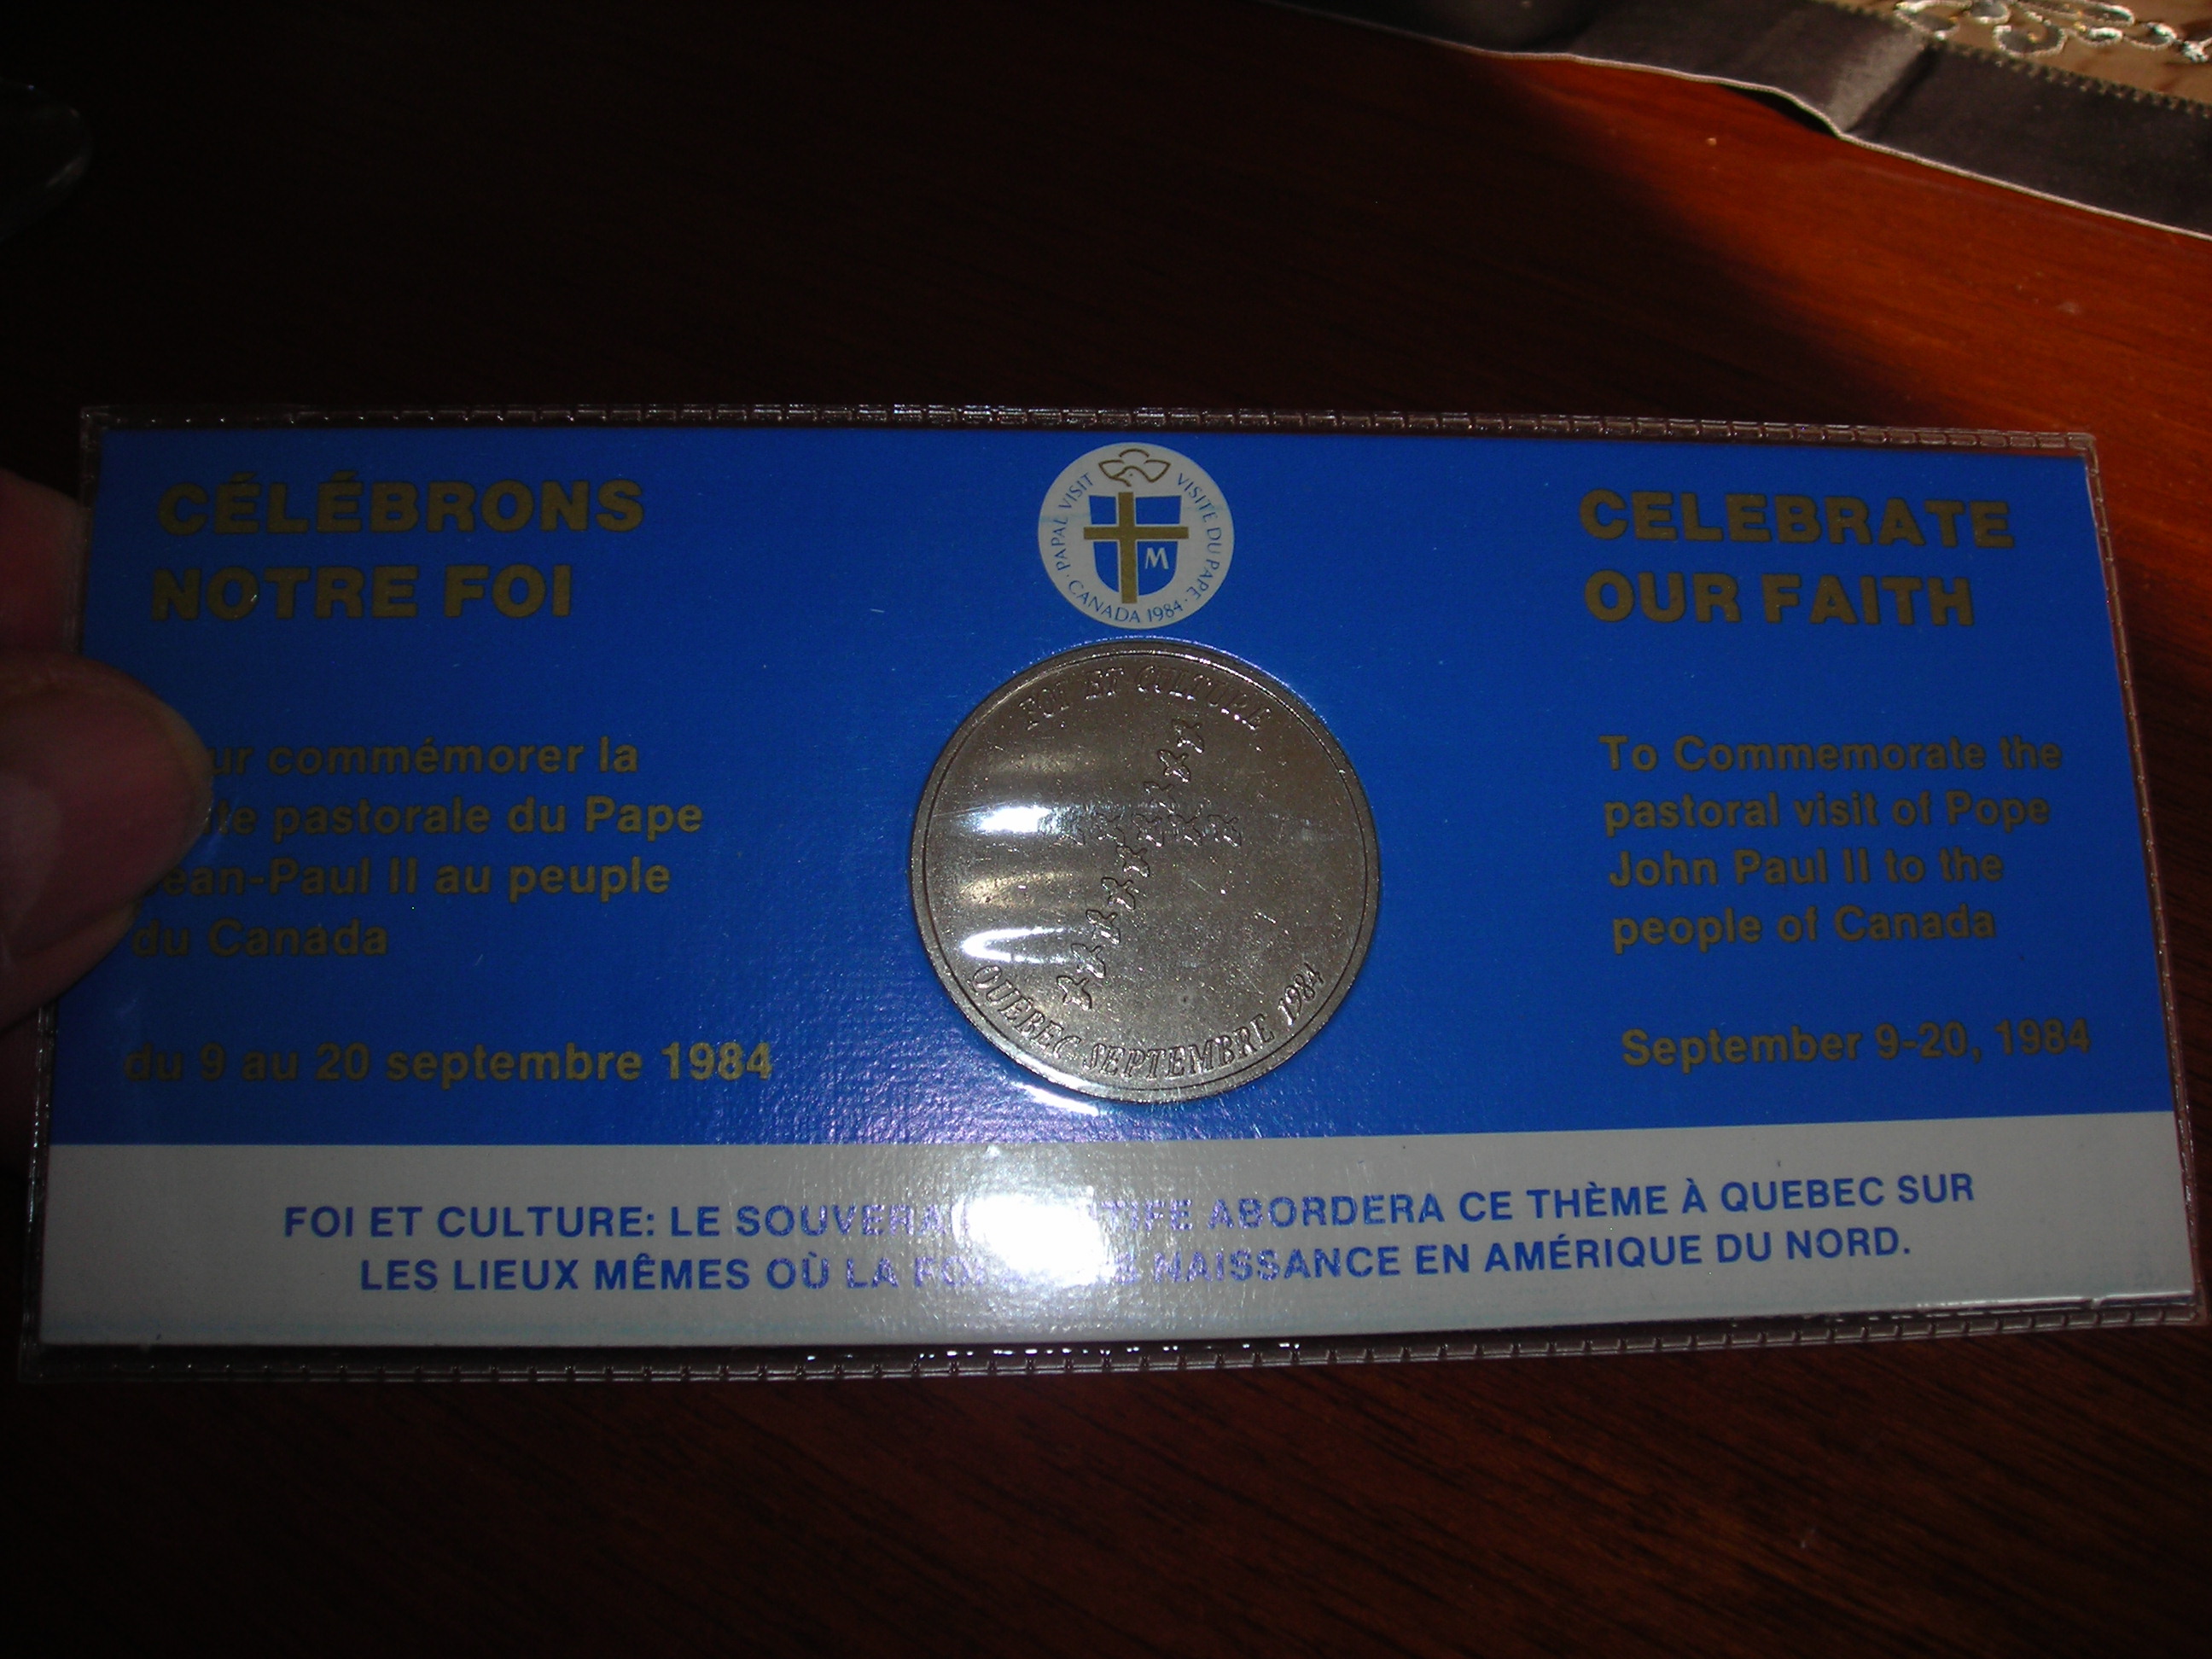 CÉLÉBRONS
NOTRE FOI
ur commémorer la
te pastorale du Pape
ean-Paul II au peuple
du Canada
du 9 au 20 septembre 1984
PAPAL VISIT · CANADA 1984 · VISITE DU PAPE
M
FOI ET CULTURE
QUEBEC SEPTEMBRE 1984
CELEBRATE
OUR FAITH
To Commemorate the
pastoral visit of Pope
John Paul II to the
people of Canada
September 9-20, 1984
FOI ET CULTURE: LE SOUVERA ABORDERA CE THÈME À QUEBEC SUR
LES LIEUX MÊMES OÙ LA NAISSANCE EN AMÉRIQUE DU NORD.